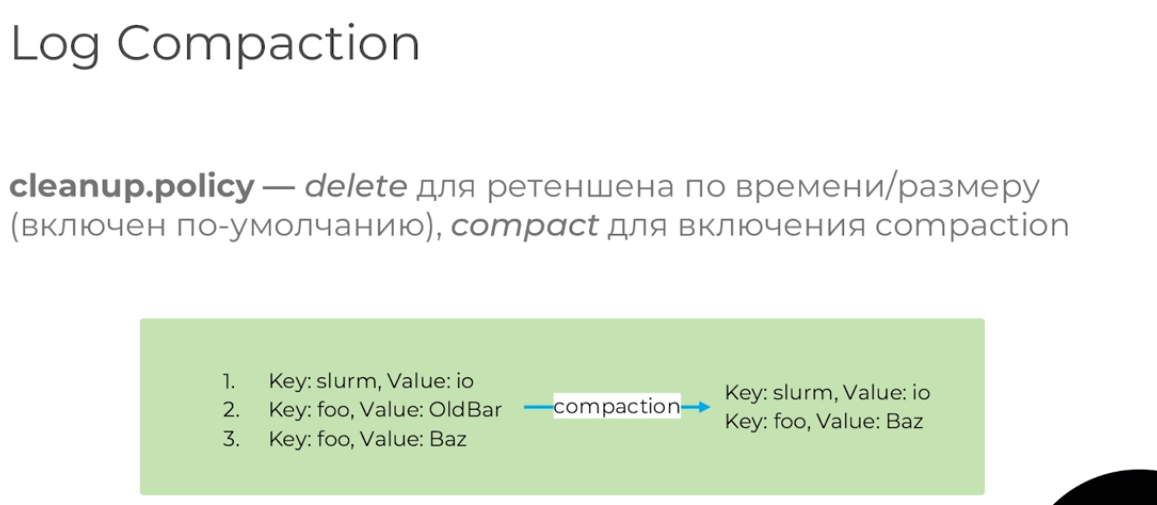 Log Compaction
cleanup.policy — delete для ретеншена по времени/размеру
(включен по-умолчанию), compact для включения compaction
1. Key: slurm, Value: io
2. Key: foo, Value: OldBar
3. Key: foo, Value: Baz
compaction
Key: slurm, Value: io
Key: foo, Value: Baz